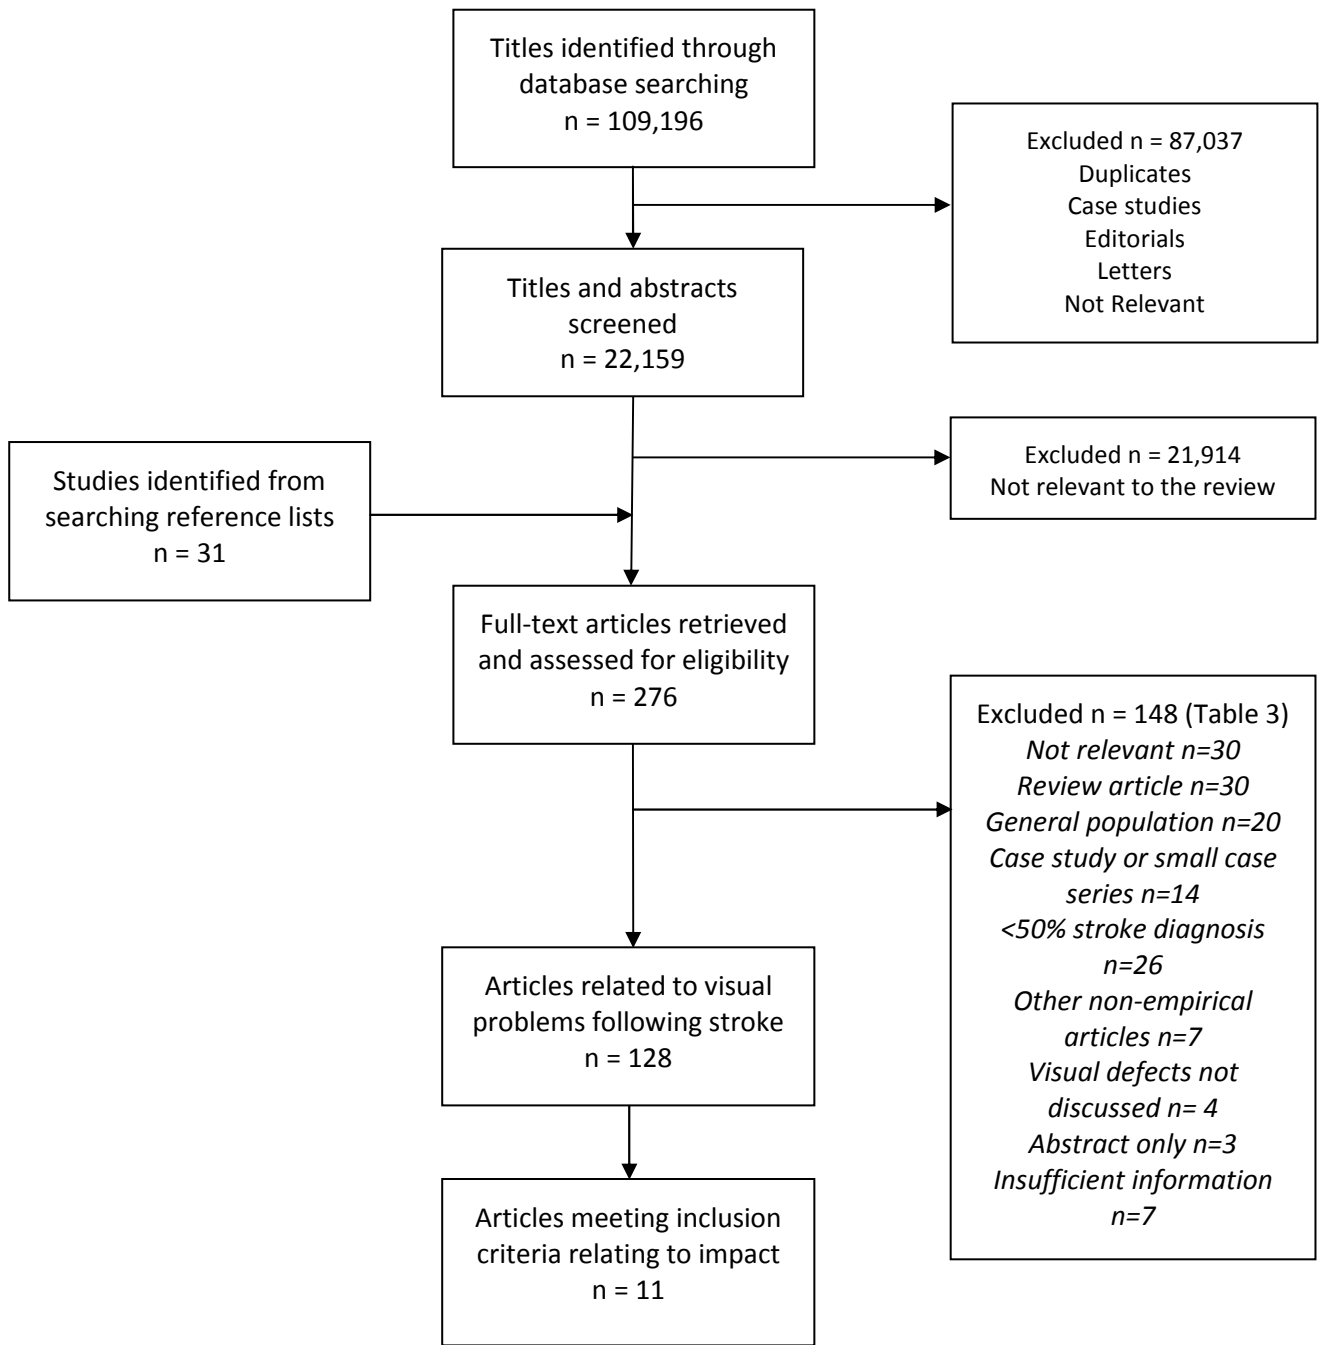 Titles identified through
database searching
n = 109,196
Excluded n = 87,037
Duplicates
Case studies
Editorials
Letters
Not Relevant
Titles and abstracts
screened
n = 22,159
Excluded n = 21,914
Not relevant to the review
Studies identified from
searching reference lists
n = 31
Full-text articles retrieved
and assessed for eligibility
n = 276
Excluded n = 148 (Table 3)
Not relevant n=30
Review article n=30
General population n=20
Case study or small case
series n=14
<50% stroke diagnosis
n=26
Other non-empirical
articles n=7
Visual defects not
discussed n= 4
Abstract only n=3
Insufficient information
n=7
Articles related to visual
problems following stroke
n = 128
Articles meeting inclusion
criteria relating to impact
n = 11